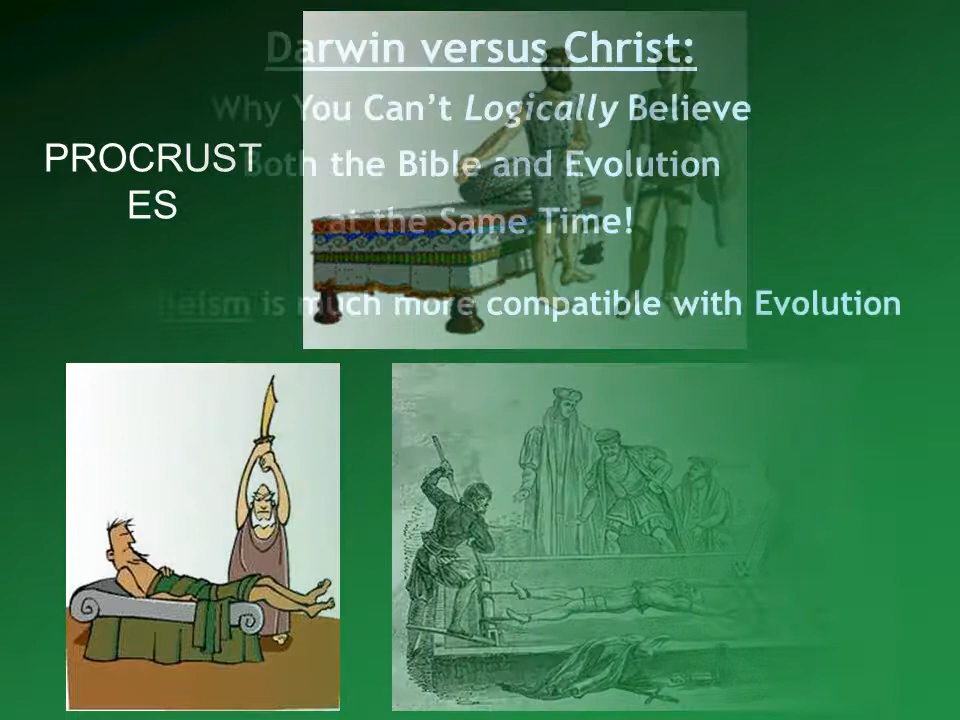 Darwin versus Christ:
Why You Can't Logically Believe
Both the Bible and Evolution
at the Same Time!
is much more compatible with Evolution
PROCRUST
ES